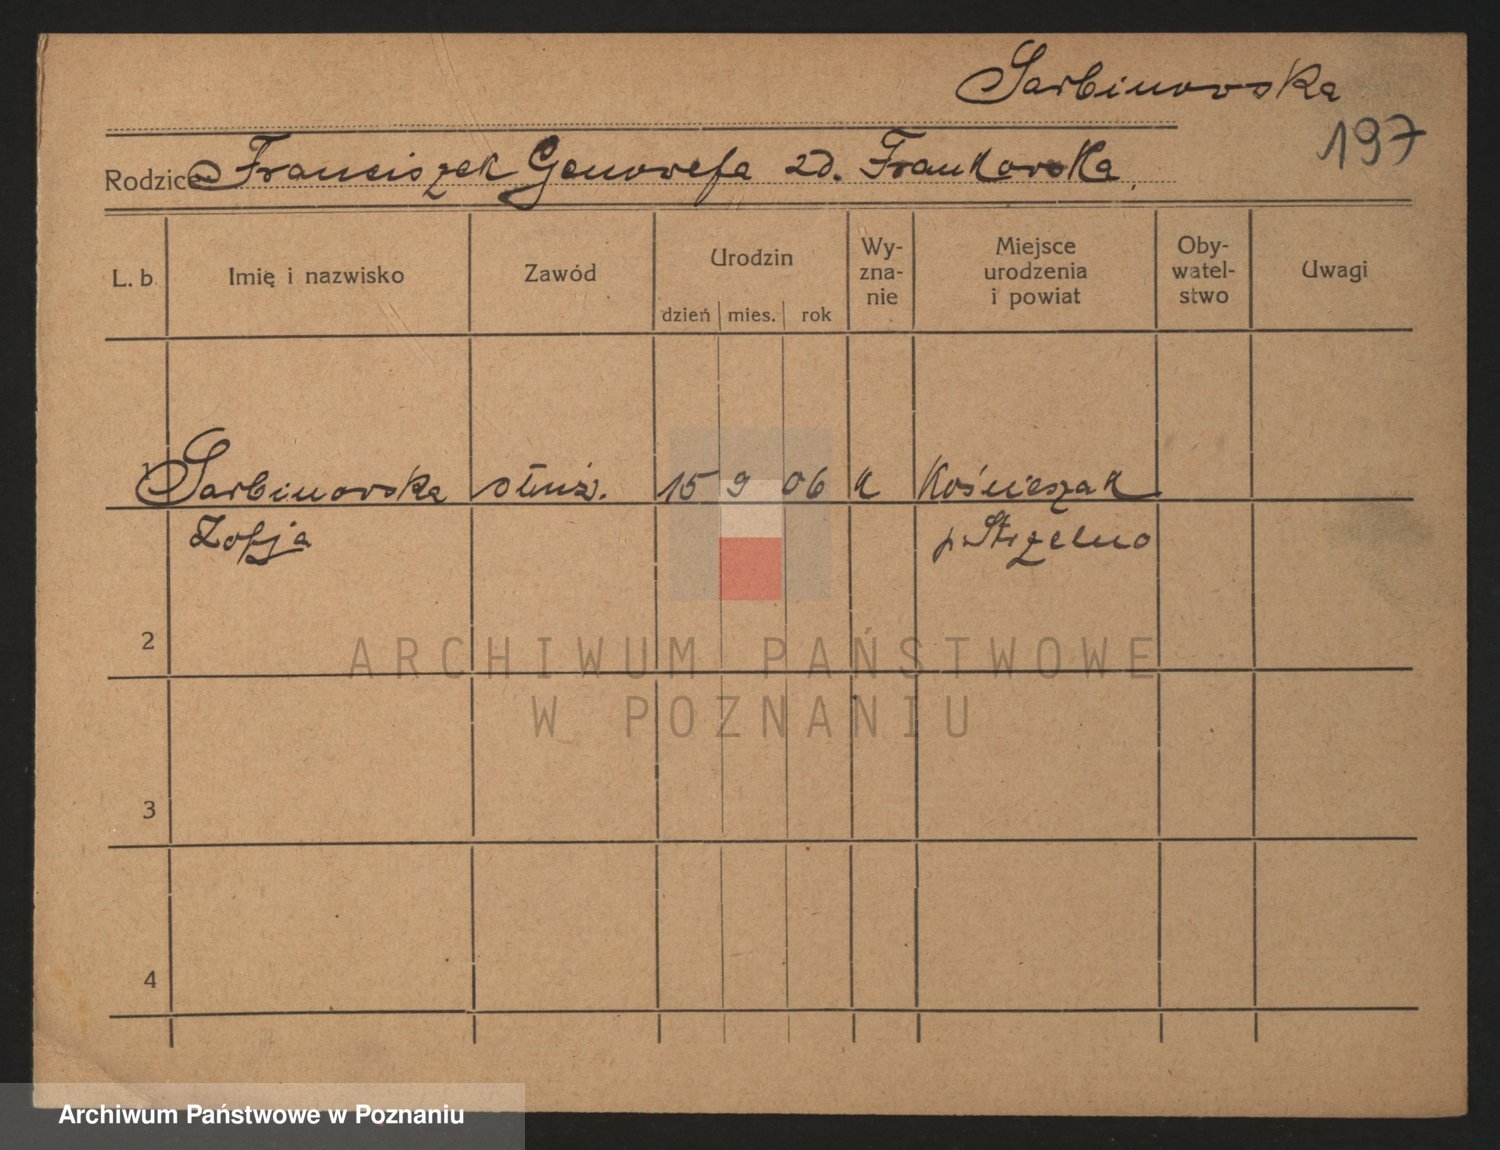 Sarbinowska
197
Rodzice Franciszek Genowefa zd. Frankowska
L. b. Imię i nazwisko Zawód Urodzin dzień mies. rok Wy-zna-nie Miejsce urodzenia i powiat Oby-watel-stwo Uwagi
1 Sarbinowska służ. 15 9 06 k Kościeszak
Zofja p. Strzelno
2
ARCHIWUM PAŃSTWOWE
W POZNANIU
3
4
Archiwum Państwowe w Poznaniu